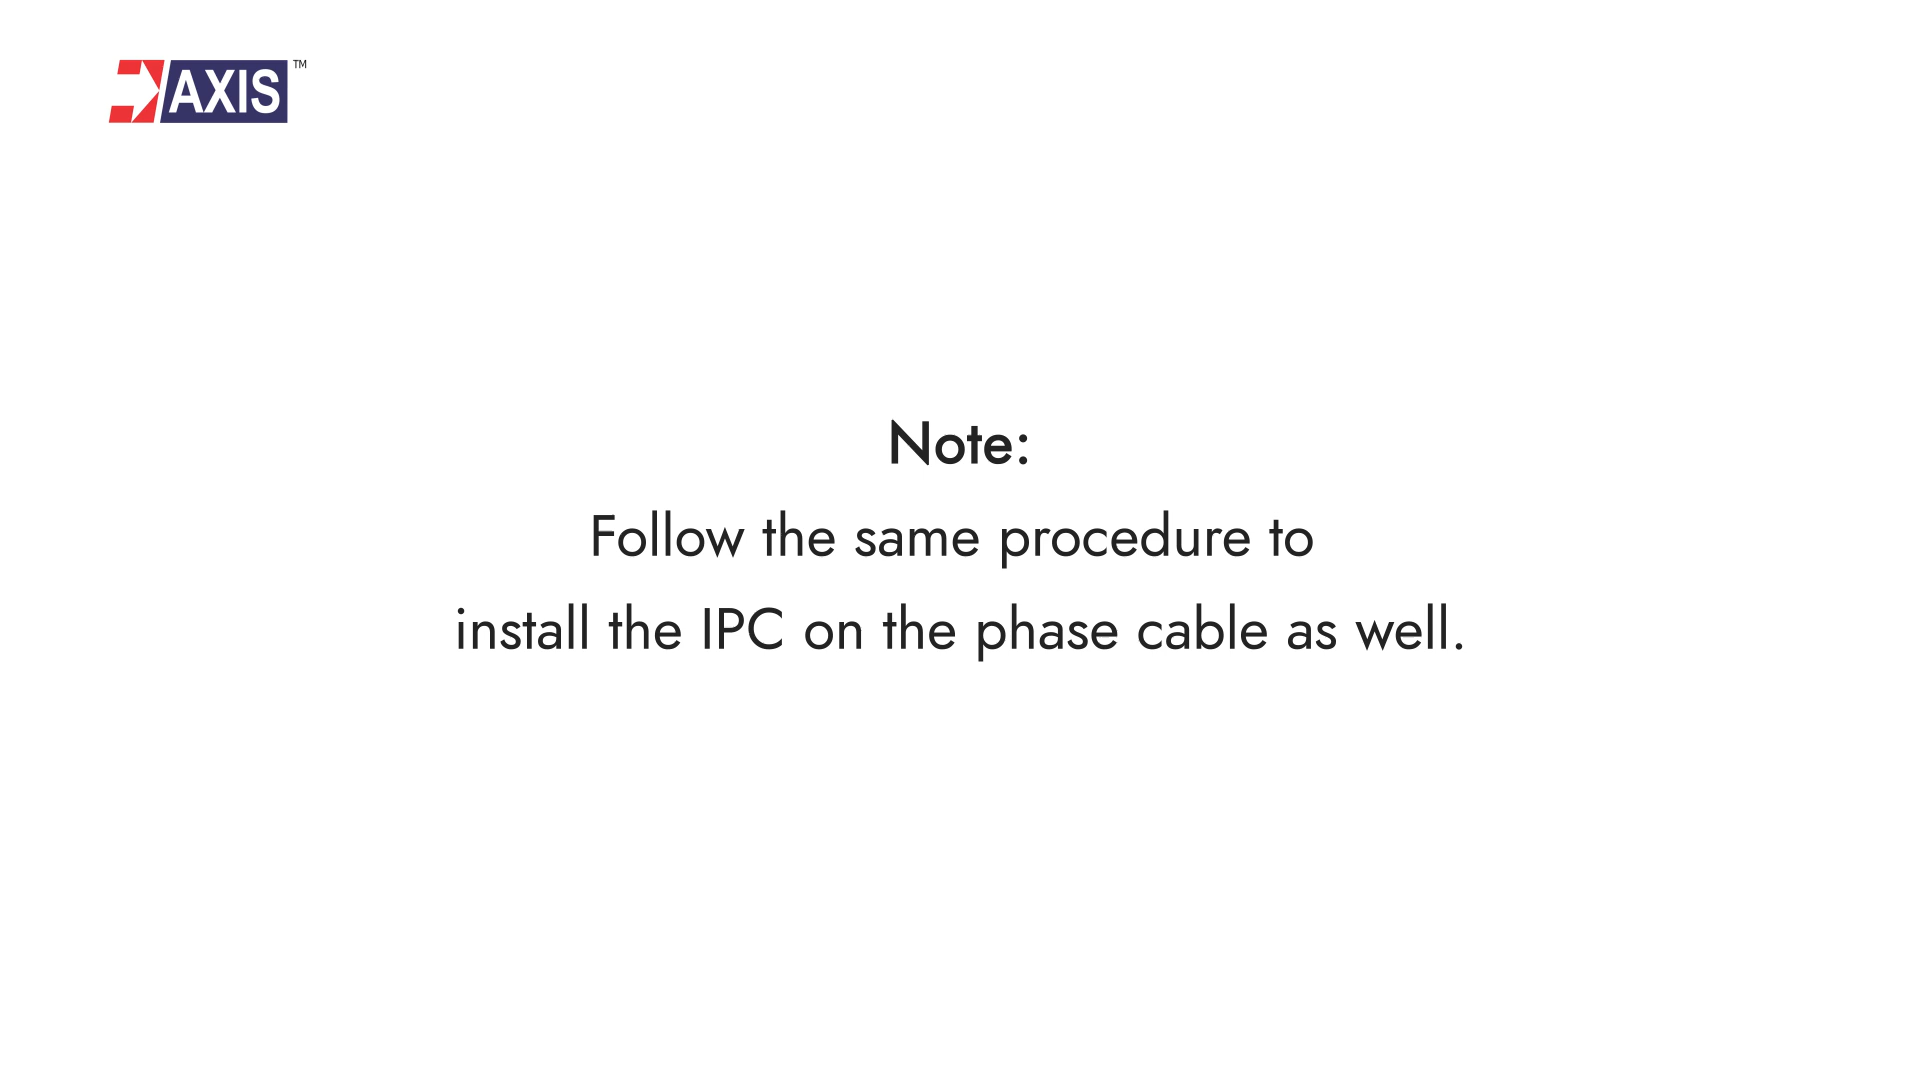 AXIS™
Note:
Follow the same procedure to
install the IPC on the phase cable as well.